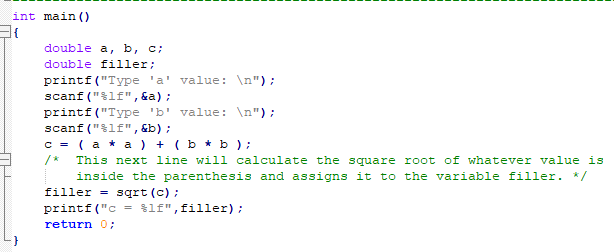 int main()
{
double a, b, c;
double filler;
printf("Type 'a' value: \n");
scanf("%lf",&a);
printf("Type 'b' value: \n");
scanf("%lf",&b);
c = ( a * a ) + ( b * b );
/*  This next line will calculate the square root of whatever value is
inside the parenthesis and assigns it to the variable filler. */
filler = sqrt(c);
printf("c = %lf",filler);
return 0;
}